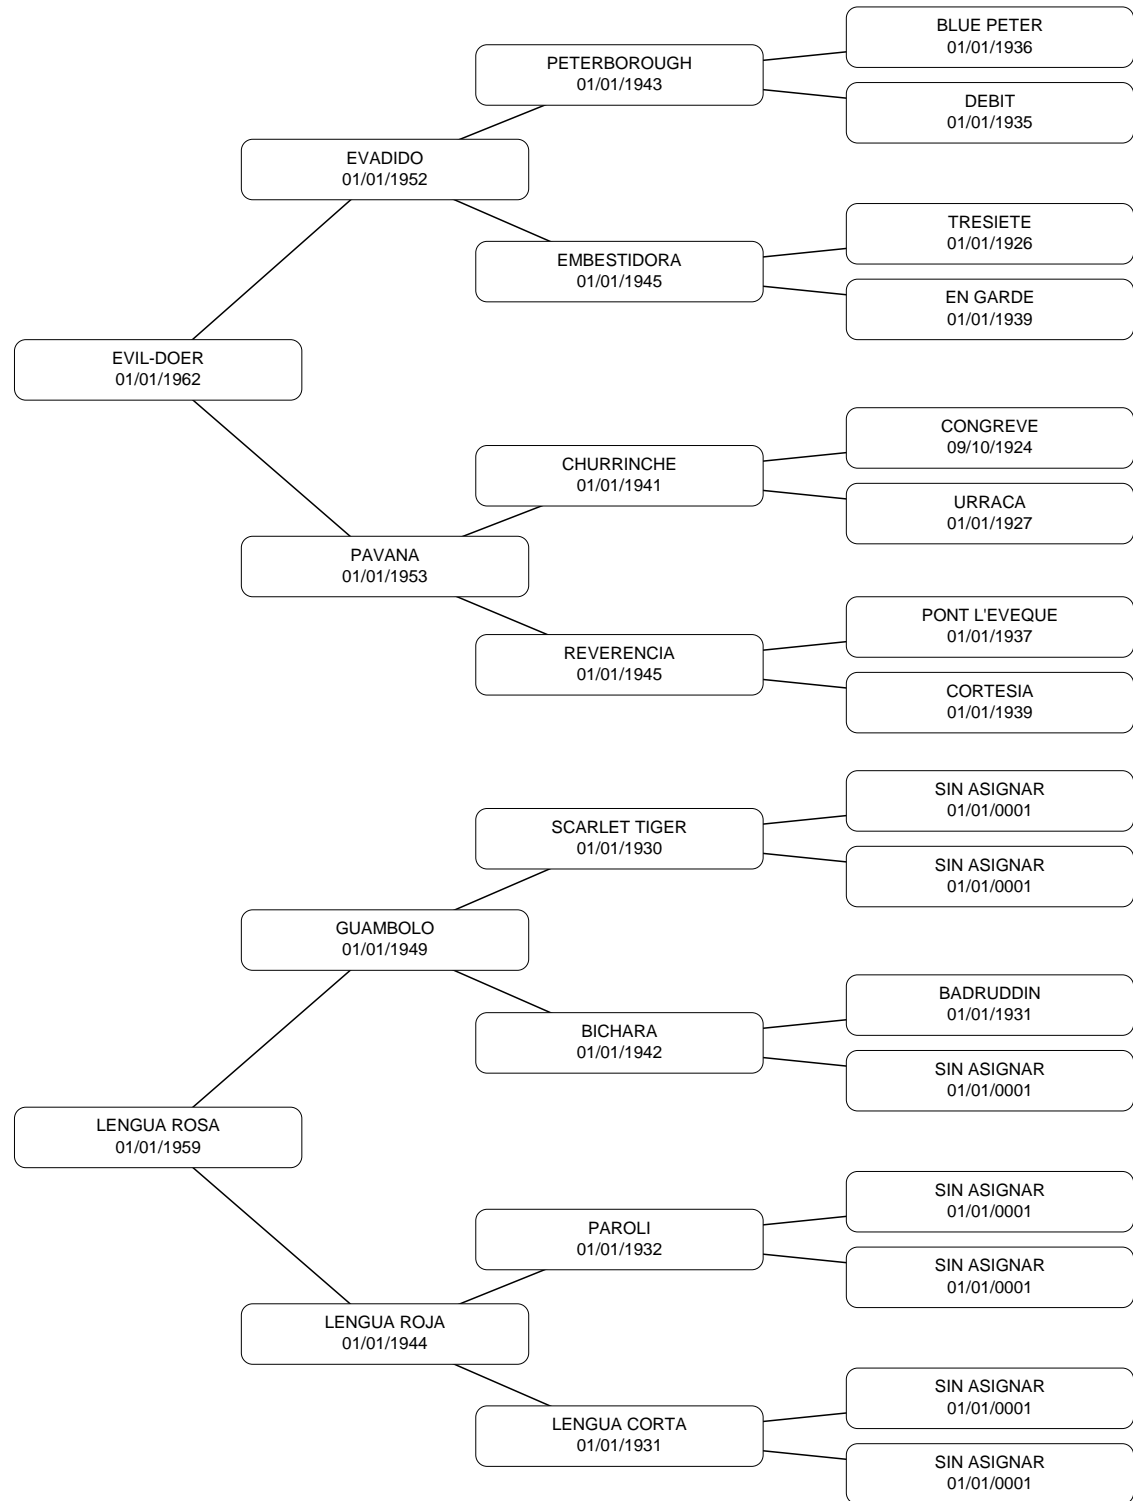 BLUE PETER
01/01/1936
PETERBOROUGH
01/01/1943
DEBIT
01/01/1935
EVADIDO
01/01/1952
TRESIETE
01/01/1926
EMBESTIDORA
01/01/1945
EN GARDE
01/01/1939
EVIL-DOER
01/01/1962
CONGREVE
09/10/1924
CHURRINCHE
01/01/1941
URRACA
01/01/1927
PAVANA
01/01/1953
PONT L'EVEQUE
01/01/1937
REVERENCIA
01/01/1945
CORTESIA
01/01/1939
SIN ASIGNAR
01/01/0001
SCARLET TIGER
01/01/1930
SIN ASIGNAR
01/01/0001
GUAMBOLO
01/01/1949
BADRUDDIN
01/01/1931
BICHARA
01/01/1942
SIN ASIGNAR
01/01/0001
LENGUA ROSA
01/01/1959
SIN ASIGNAR
01/01/0001
PAROLI
01/01/1932
SIN ASIGNAR
01/01/0001
LENGUA ROJA
01/01/1944
SIN ASIGNAR
01/01/0001
LENGUA CORTA
01/01/1931
SIN ASIGNAR
01/01/0001